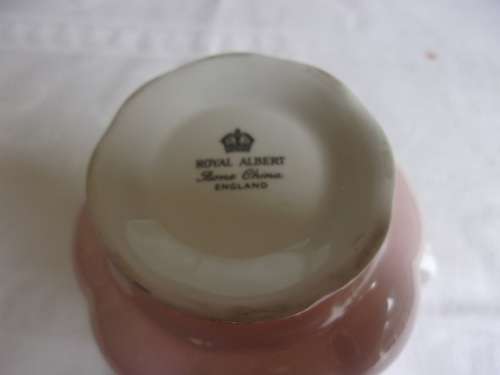 ROYAL ALBERT
Bone China
ENGLAND